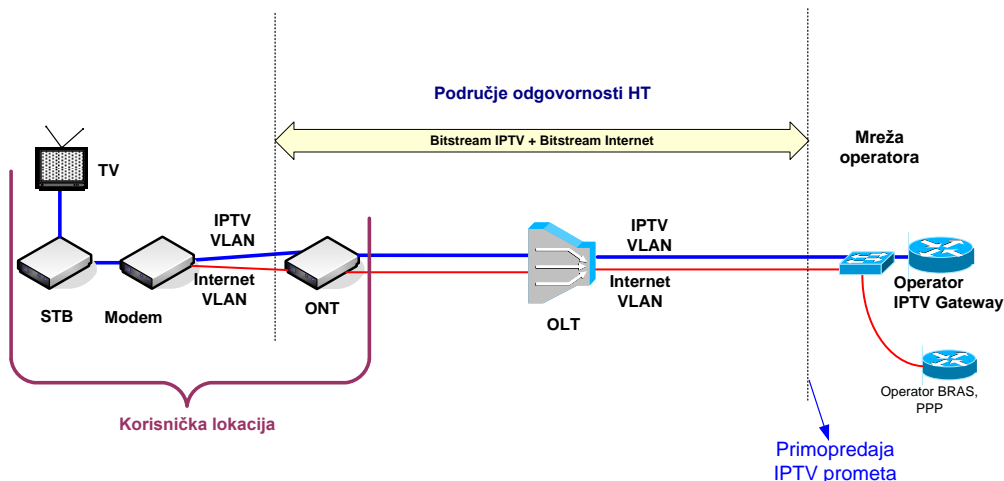 Područje odgovornosti HT
Bitstream IPTV + Bitstream Internet
Mreža
operatora
TV
IPTV
VLAN
IPTV
VLAN
Internet
VLAN
Internet
VLAN
STB
Modem
ONT
OLT
Operator
IPTV Gateway
Operator BRAS,
PPP
Korisnička lokacija
Primopredaja
IPTV prometa